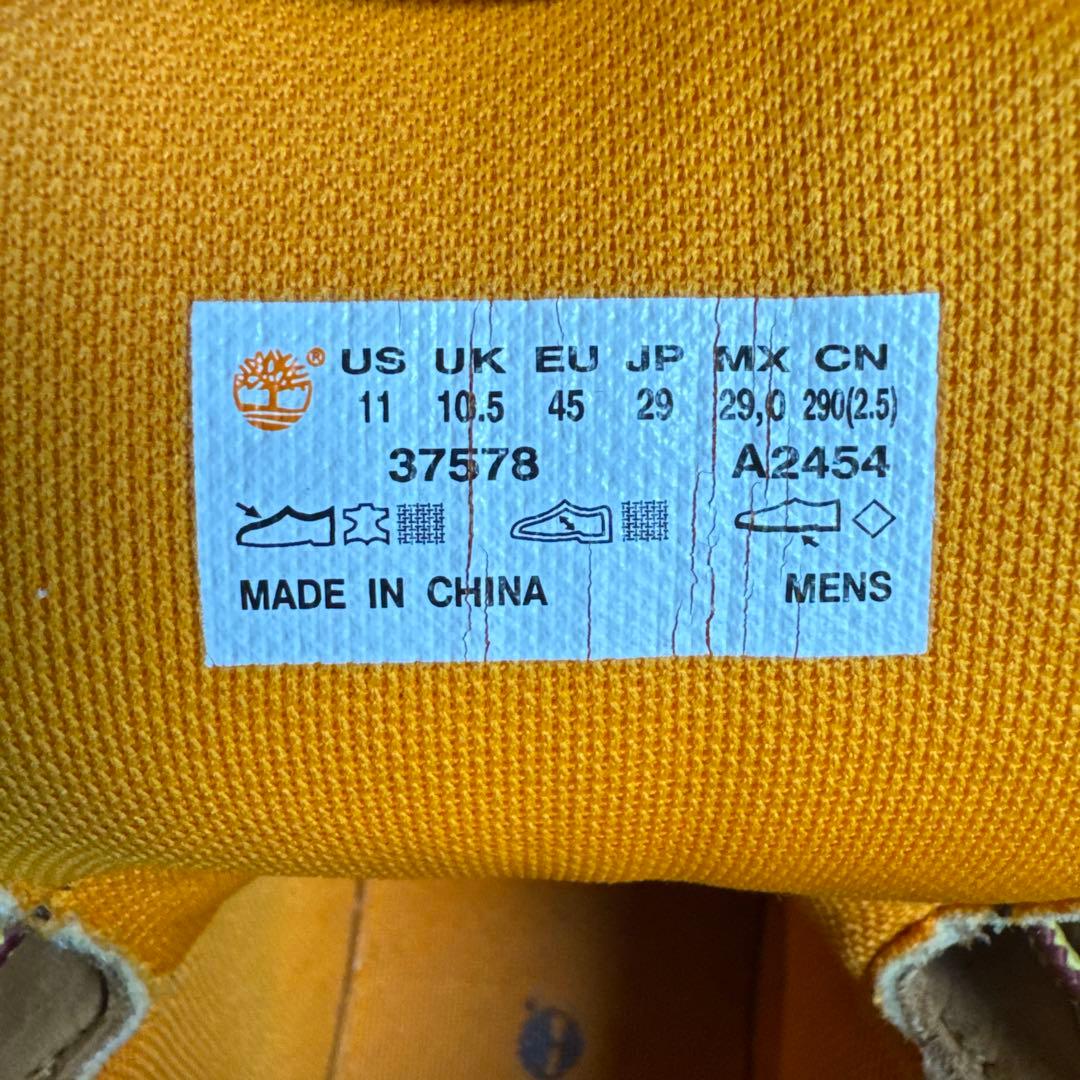 ® US UK EU JP MX CN
11 10.5 45 29 29,0 290(2.5)
37578 A2454
MADE IN CHINA MENS